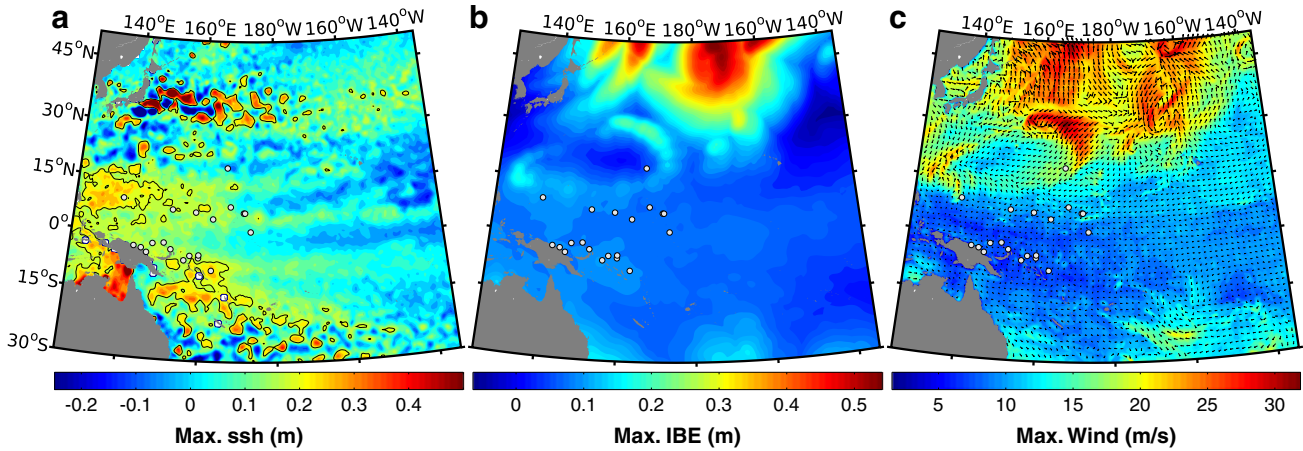 a
140°E 160°E 180°W 160°W 140°W
45°N
30°N
15°N
0°
15°S
30°S
-0.2 -0.1 0 0.1 0.2 0.3 0.4
Max. ssh (m)
b
140°E 160°E 180°W 160°W 140°W
0 0.1 0.2 0.3 0.4 0.5
Max. IBE (m)
c
140°E 160°E 180°W 160°W 140°W
5 10 15 20 25 30
Max. Wind (m/s)